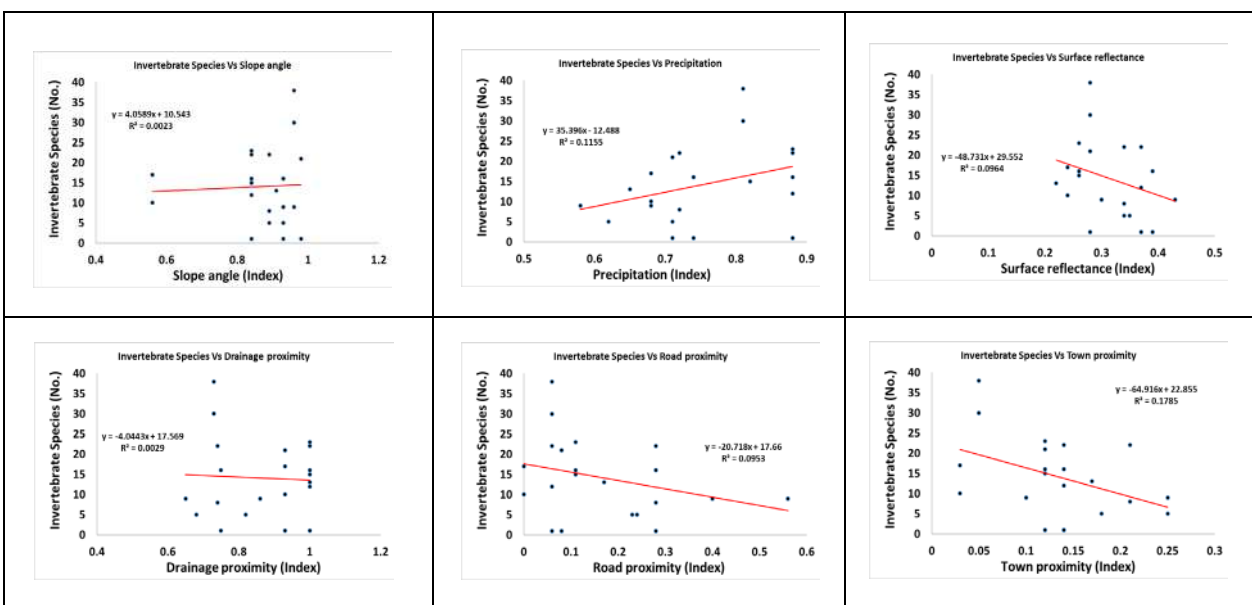 Invertebrate Species Vs Slope angle
Invertebrate Species (No.)
40
35
30
25
20
15
10
5
0
y = 4.0589x + 10.543
R² = 0.0023
0.4 0.6 0.8 1 1.2
Slope angle (Index)
Invertebrate Species Vs Precipitation
Invertebrate Species (No.)
40
35
30
25
20
15
10
5
0
y = 35.396x - 12.488
R² = 0.1155
0.5 0.6 0.7 0.8 0.9
Precipitation (Index)
Invertebrate Species Vs Surface reflectance
Invertebrate Species (No.)
40
35
30
25
20
15
10
5
0
y = -48.731x + 29.552
R² = 0.0964
0 0.1 0.2 0.3 0.4 0.5
Surface reflectance (Index)
Invertebrate Species Vs Drainage proximity
Invertebrate Species (No.)
40
35
30
25
20
15
10
5
0
y = -4.0443x + 17.569
R² = 0.0029
0.4 0.6 0.8 1 1.2
Drainage proximity (Index)
Invertebrate Species Vs Road proximity
Invertebrate Species (No.)
40
35
30
25
20
15
10
5
0
y = -20.718x + 17.66
R² = 0.0953
0 0.1 0.2 0.3 0.4 0.5 0.6
Road proximity (Index)
Invertebrate Species Vs Town proximity
Invertebrate Species (No.)
40
35
30
25
20
15
10
5
0
y = -64.916x + 22.855
R² = 0.1785
0 0.05 0.1 0.15 0.2 0.25 0.3
Town proximity (Index)